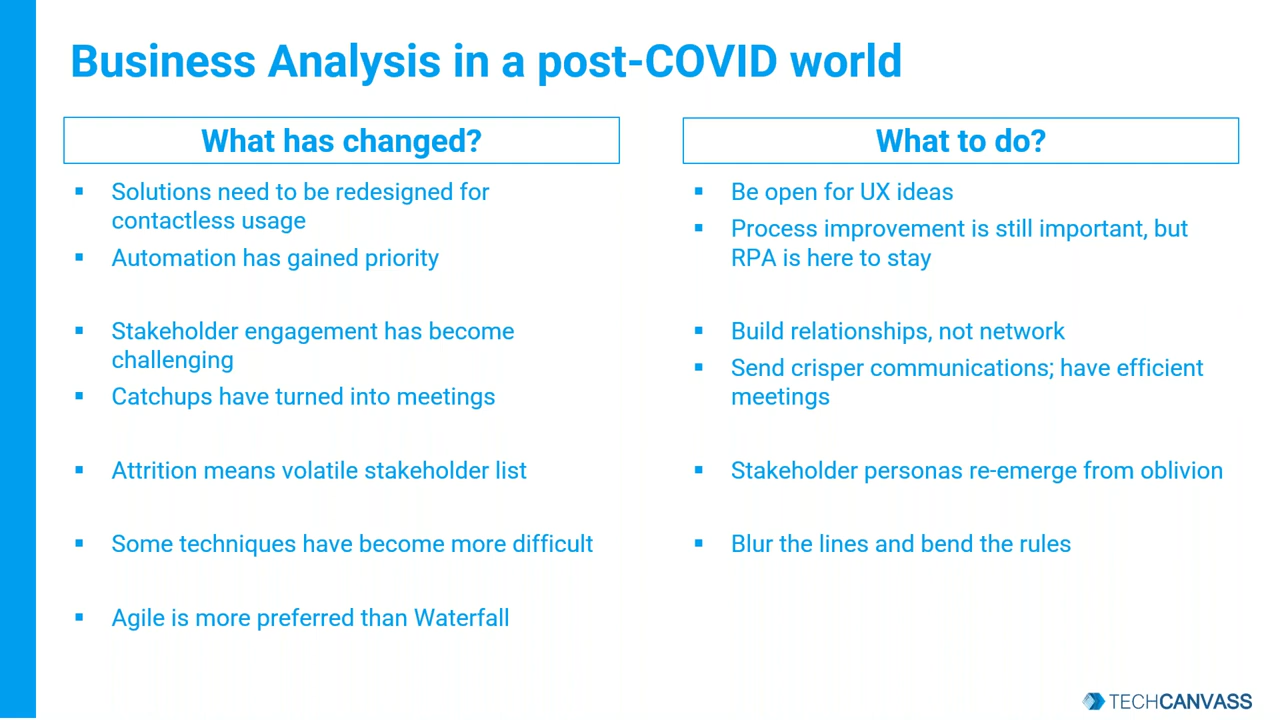 Business Analysis in a post-COVID world
What has changed?
▪ Solutions need to be redesigned for
contactless usage
▪ Automation has gained priority
▪ Stakeholder engagement has become
challenging
▪ Catchups have turned into meetings
▪ Attrition means volatile stakeholder list
▪ Some techniques have become more difficult
▪ Agile is more preferred than Waterfall
What to do?
▪ Be open for UX ideas
▪ Process improvement is still important, but
RPA is here to stay
▪ Build relationships, not network
▪ Send crisper communications; have efficient
meetings
▪ Stakeholder personas re-emerge from oblivion
▪ Blur the lines and bend the rules
TECHCANVASS